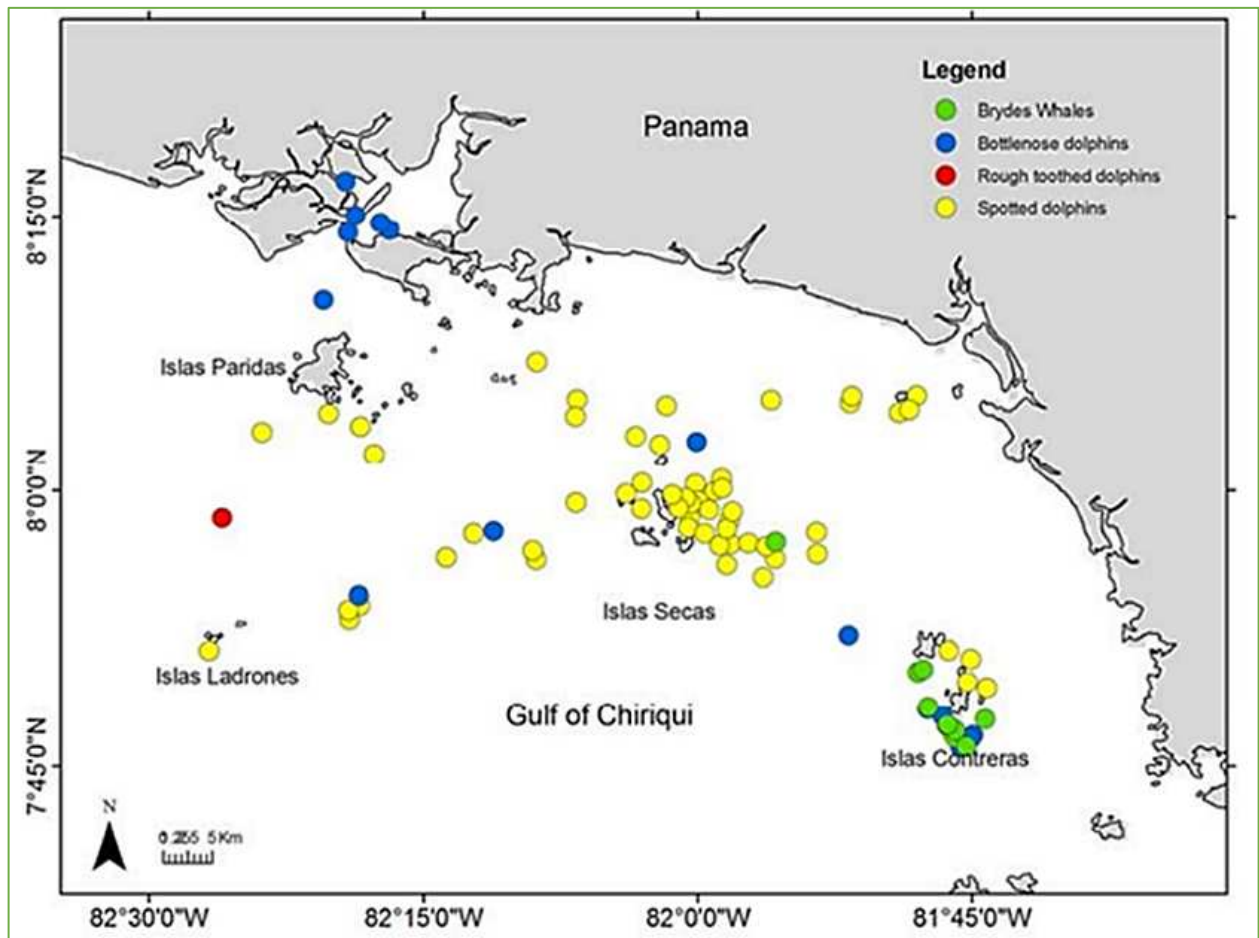 Legend
Brydes Whales
Bottlenose dolphins
Rough toothed dolphins
Spotted dolphins
Panama
8°15'0"N
Islas Paridas
8°0'0"N
Islas Secas
Islas Ladrones
Gulf of Chiriqui
Islas Contreras
7°45'0"N
N
5 Km
82°30'0"W
82°15'0"W
82°0'0"W
81°45'0"W